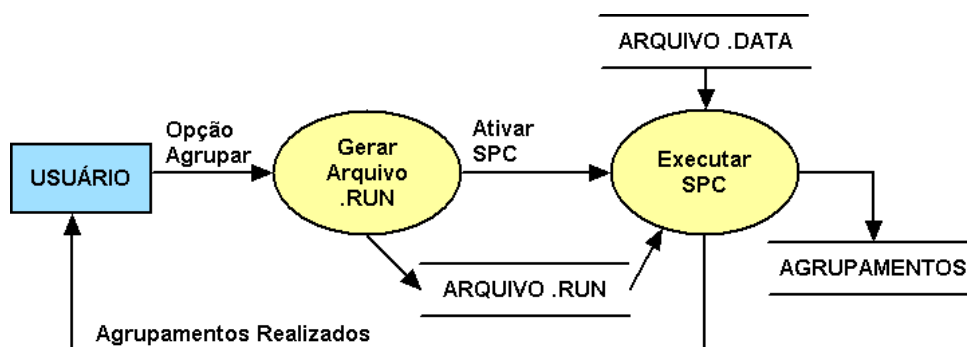 ARQUIVO .DATA
Opção
Agrupar
Ativar
SPC
USUÁRIO
Gerar
Arquivo
.RUN
Executar
SPC
ARQUIVO .RUN
AGRUPAMENTOS
Agrupamentos Realizados